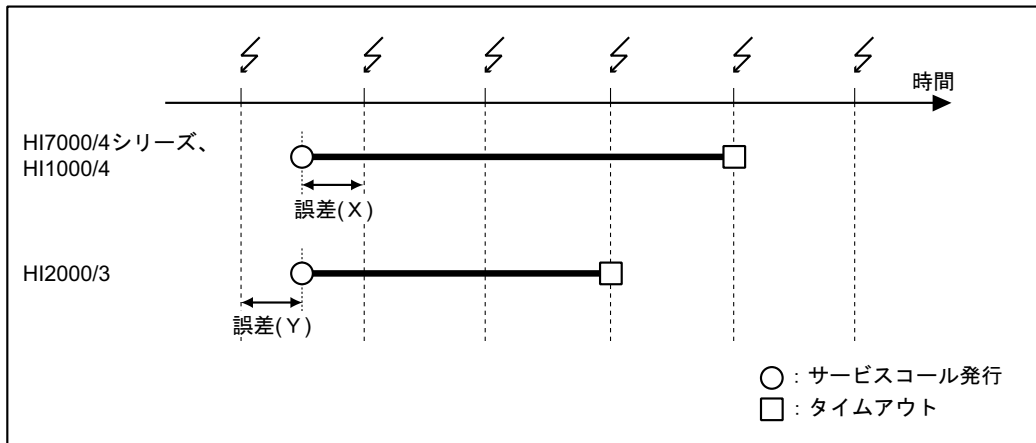 時間
HI7000/4シリーズ、
HI1000/4
誤差(X)
HI2000/3
誤差(Y)
：サービスコール発行
：タイムアウト